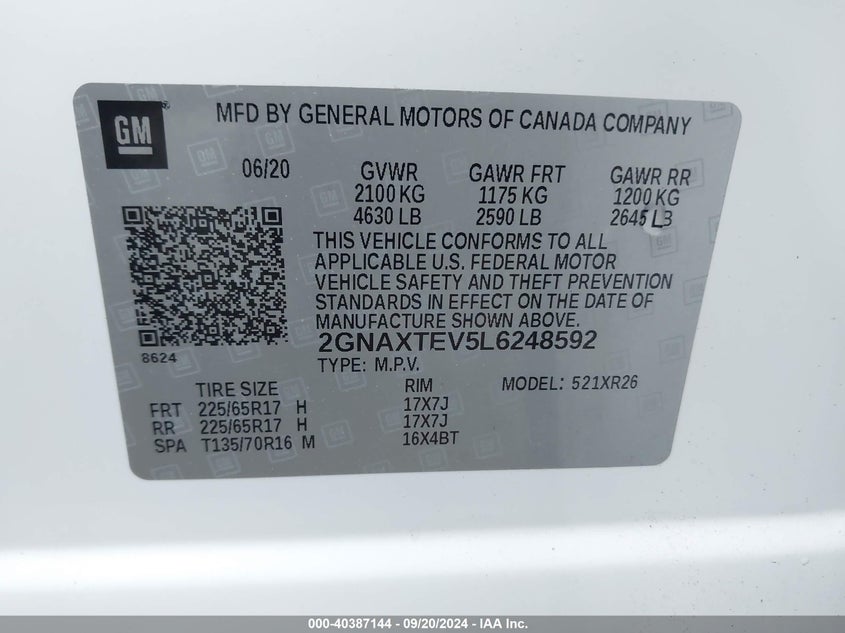 GM
MFD BY GENERAL MOTORS OF CANADA COMPANY
06/20 GVWR GAWR FRT GAWR RR
2100 KG 1175 KG 1200 KG
4630 LB 2590 LB 2645 LB
THIS VEHICLE CONFORMS TO ALL
APPLICABLE U.S. FEDERAL MOTOR
VEHICLE SAFETY AND THEFT PREVENTION
STANDARDS IN EFFECT ON THE DATE OF
MANUFACTURE SHOWN ABOVE.
2GNAXTEV5L6248592
8624 TYPE: M.P.V.
TIRE SIZE RIM MODEL: 521XR26
FRT 225/65R17 H 17X7J
RR 225/65R17 H 17X7J
SPA T135/70R16 M 16X4BT
000-40387144 - 09/20/2024 - IAA Inc.